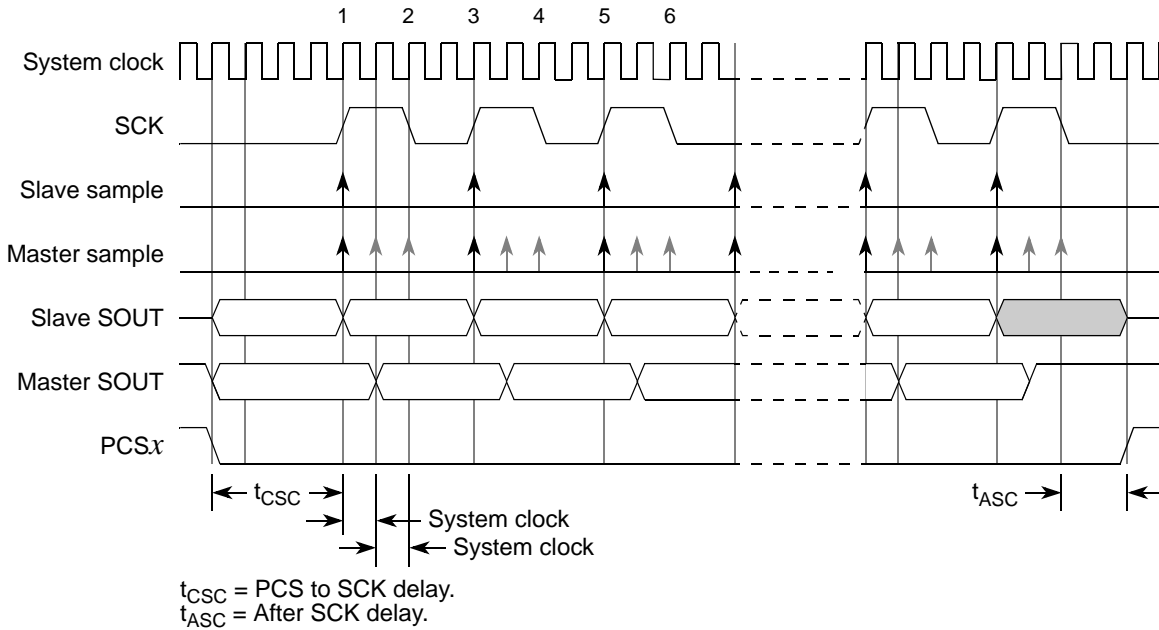 1 2 3 4 5 6
System clock
SCK
Slave sample
Master sample
Slave SOUT
Master SOUT
PCSx
tCSC
tASC
System clock
System clock
tCSC = PCS to SCK delay.
tASC = After SCK delay.